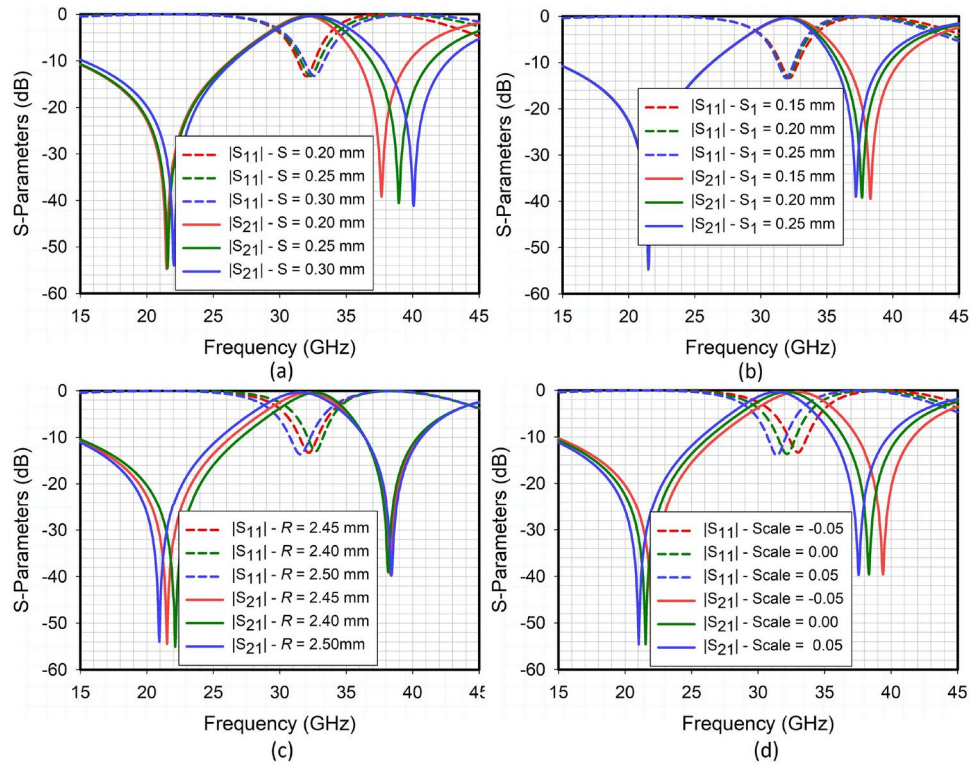 0
-10
-20
-30
-40
-50
-60
S-Parameters (dB)
|S11| - S = 0.20 mm
|S11| - S = 0.25 mm
|S11| - S = 0.30 mm
|S21| - S = 0.20 mm
|S21| - S = 0.25 mm
|S21| - S = 0.30 mm
15 20 25 30 35 40 45
Frequency (GHz)
(a)
0
-10
-20
-30
-40
-50
-60
S-Parameters (dB)
|S11| - S1 = 0.15 mm
|S11| - S1 = 0.20 mm
|S11| - S1 = 0.25 mm
|S21| - S1 = 0.15 mm
|S21| - S1 = 0.20 mm
|S21| - S1 = 0.25 mm
15 20 25 30 35 40 45
Frequency (GHz)
(b)
0
-10
-20
-30
-40
-50
-60
S-Parameters (dB)
|S11| - R = 2.45 mm
|S11| - R = 2.40 mm
|S11| - R = 2.50 mm
|S21| - R = 2.45 mm
|S21| - R = 2.40 mm
|S21| - R = 2.50mm
15 20 25 30 35 40 45
Frequency (GHz)
(c)
0
-10
-20
-30
-40
-50
-60
S-Parameters (dB)
|S11| - Scale = -0.05
|S11| - Scale = 0.00
|S11| - Scale = 0.05
|S21| - Scale = -0.05
|S21| - Scale = 0.00
|S21| - Scale = 0.05
15 20 25 30 35 40 45
Frequency (GHz)
(d)